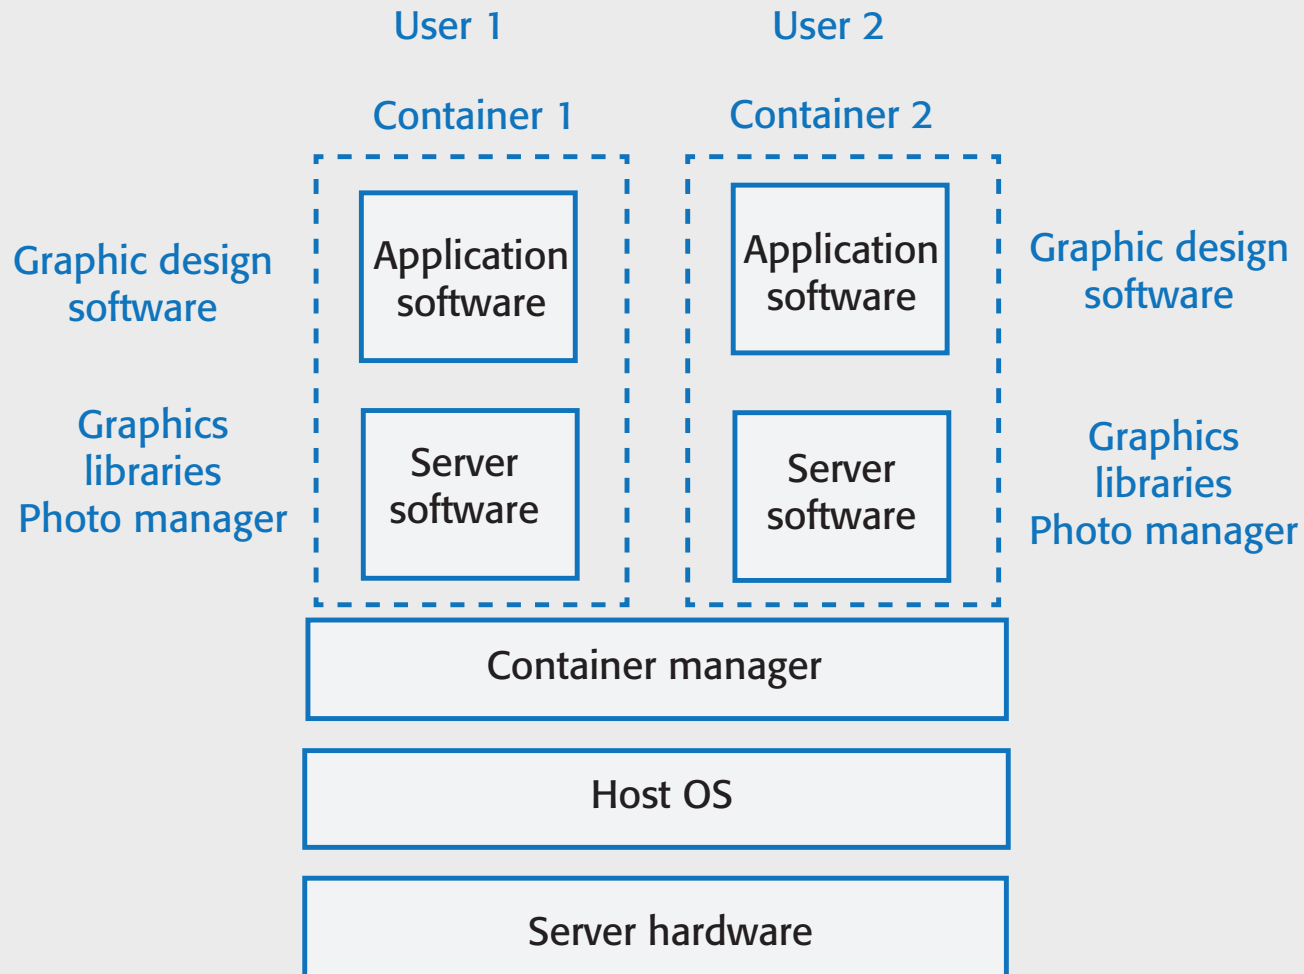 User 1
User 2
Container 1
Container 2
Graphic design
software
Application
software
Application
software
Graphic design
software
Graphics
libraries
Photo manager
Server
software
Server
software
Graphics
libraries
Photo manager
Container manager
Host OS
Server hardware